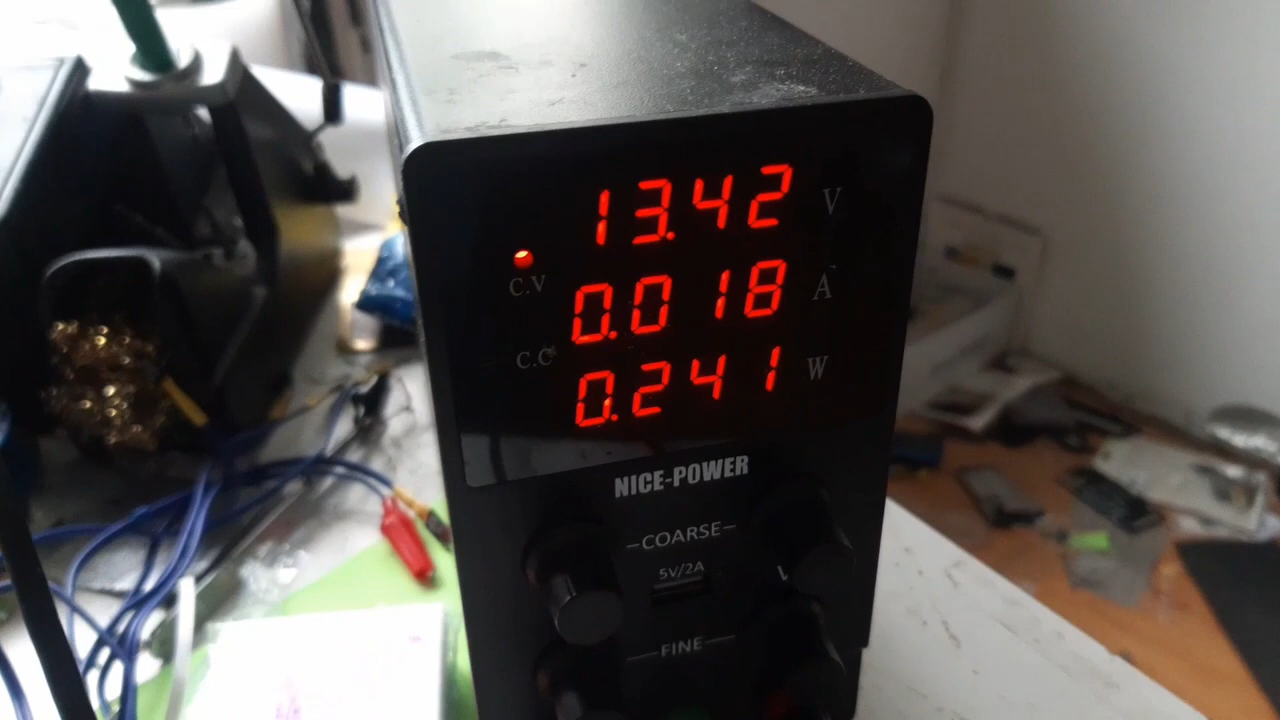 13.42 V
C.V
0.018 A
C.C
0.241 W
NICE-POWER
COARSE
5V/2A
V
FINE